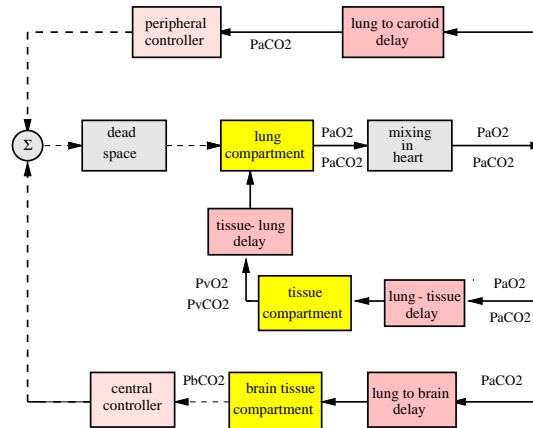 peripheral
controller
PaCO2
lung to carotid
delay
Σ
dead
space
lung
compartment
PaO2
PaCO2
mixing
in
heart
PaO2
PaCO2
tissue- lung
delay
PvO2
PvCO2
tissue
compartment
lung - tissue
delay
PaO2
PaCO2
central
controller
PbCO2
brain tissue
compartment
lung to brain
delay
PaCO2